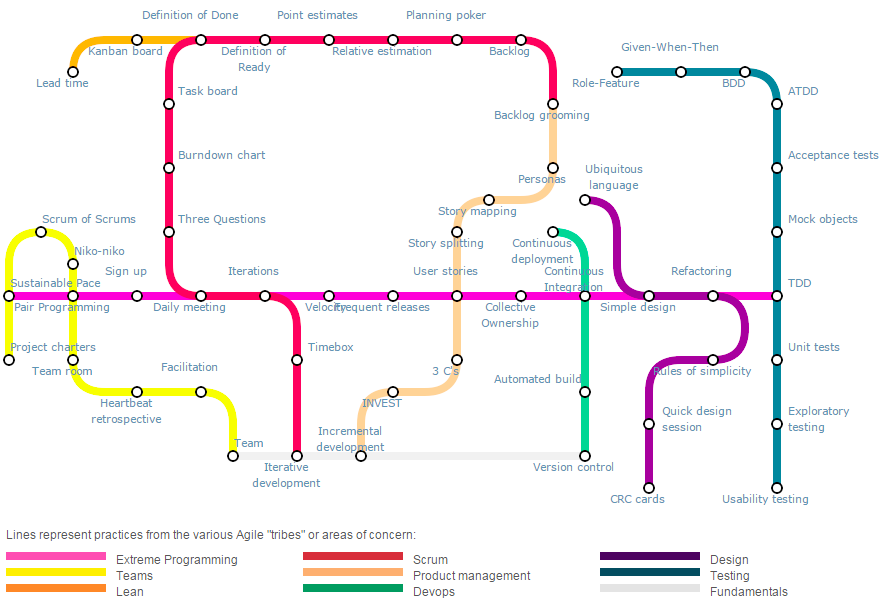 Definition of Done
Point estimates
Planning poker
Kanban board
Definition of
Ready
Relative estimation
Backlog
Given-When-Then
Lead time
Role-Feature
BDD
Task board
ATDD
Backlog grooming
Burndown chart
Acceptance tests
Personas
Ubiquitous
language
Story mapping
Scrum of Scrums
Three Questions
Mock objects
Story splitting
Continuous
deployment
Niko-niko
Sign up
Iterations
User stories
Continuous
Integration
Refactoring
Sustainable Pace
TDD
Pair Programming
Daily meeting
Velocity
Frequent releases
Collective
Ownership
Simple design
Project charters
Timebox
Unit tests
Team room
Facilitation
3 C's
Automated build
Rules of simplicity
Heartbeat
retrospective
INVEST
Quick design
session
Exploratory
testing
Team
Incremental
development
Iterative
development
Version control
CRC cards
Usability testing
Lines represent practices from the various Agile "tribes" or areas of concern:
Extreme Programming
Scrum
Design
Teams
Product management
Testing
Lean
Devops
Fundamentals